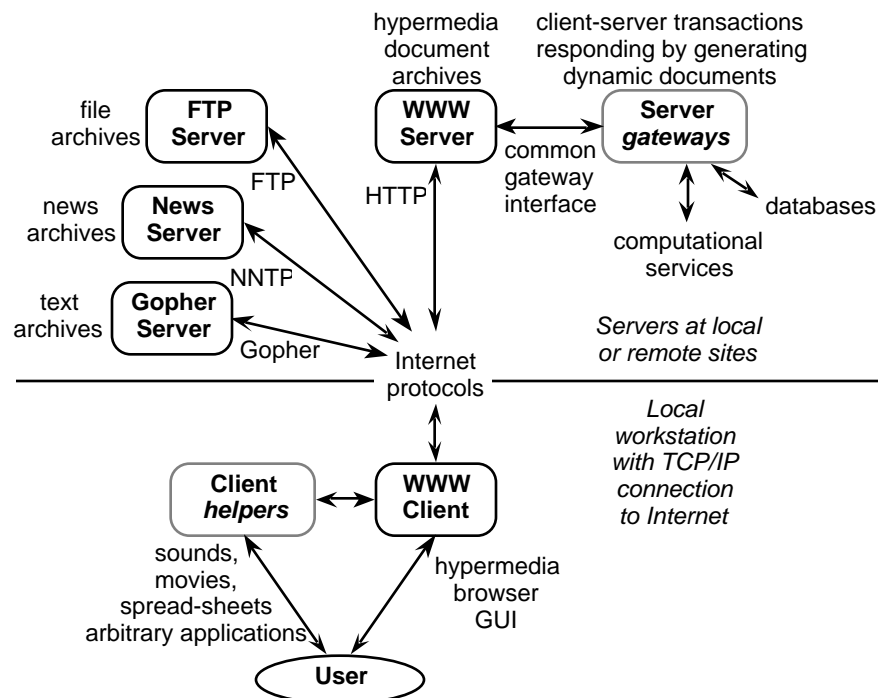 hypermedia
document
archives
client-server transactions
responding by generating
dynamic documents
file
archives
FTP
Server
WWW
Server
Server
gateways
FTP
HTTP
common
gateway
interface
news
archives
News
Server
databases
computational
services
NNTP
text
archives
Gopher
Server
Gopher
Internet
protocols
Servers at local
or remote sites
Local
workstation
with TCP/IP
connection
to Internet
Client
helpers
WWW
Client
sounds,
movies,
spread-sheets
arbitrary applications
hypermedia
browser
GUI
User